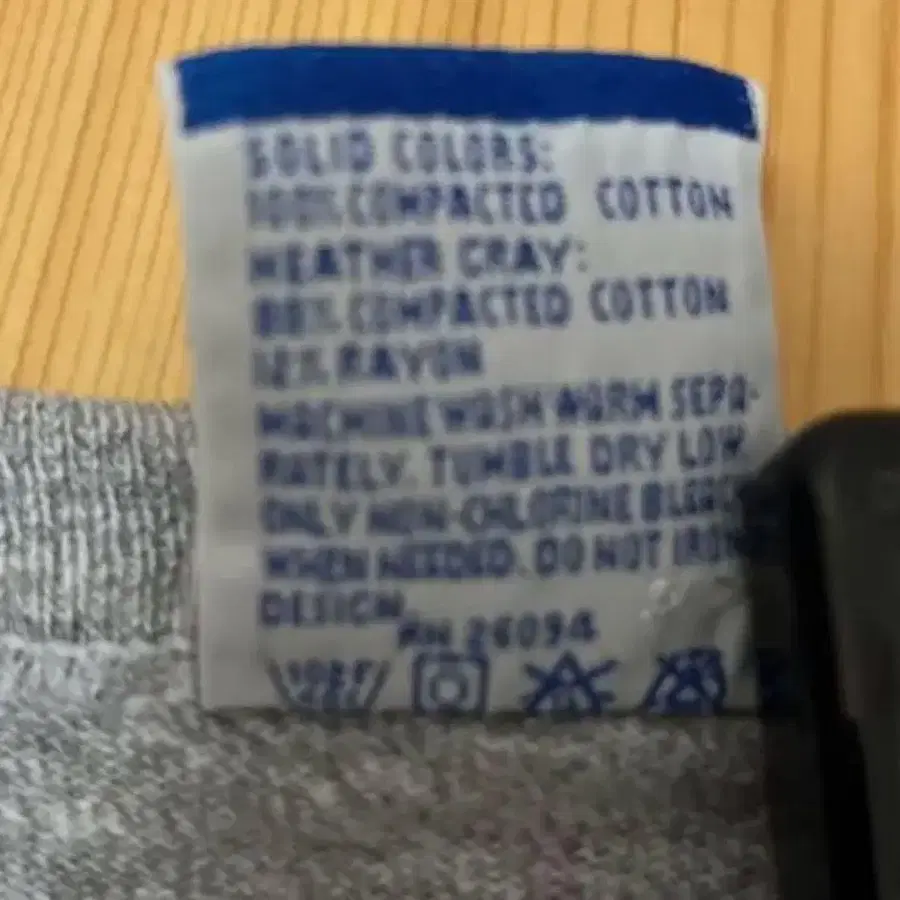 SOLID COLORS:
100% COMPACTED COTTON
HEATHER GRAY:
88% COMPACTED COTTON
12% RAYON
MACHINE WASH WARM SEPA-
RATELY. TUMBLE DRY LOW.
ONLY NON-CHLORINE BLEACH
WHEN NEEDED. DO NOT IRON
DESIGN.
RN 26094